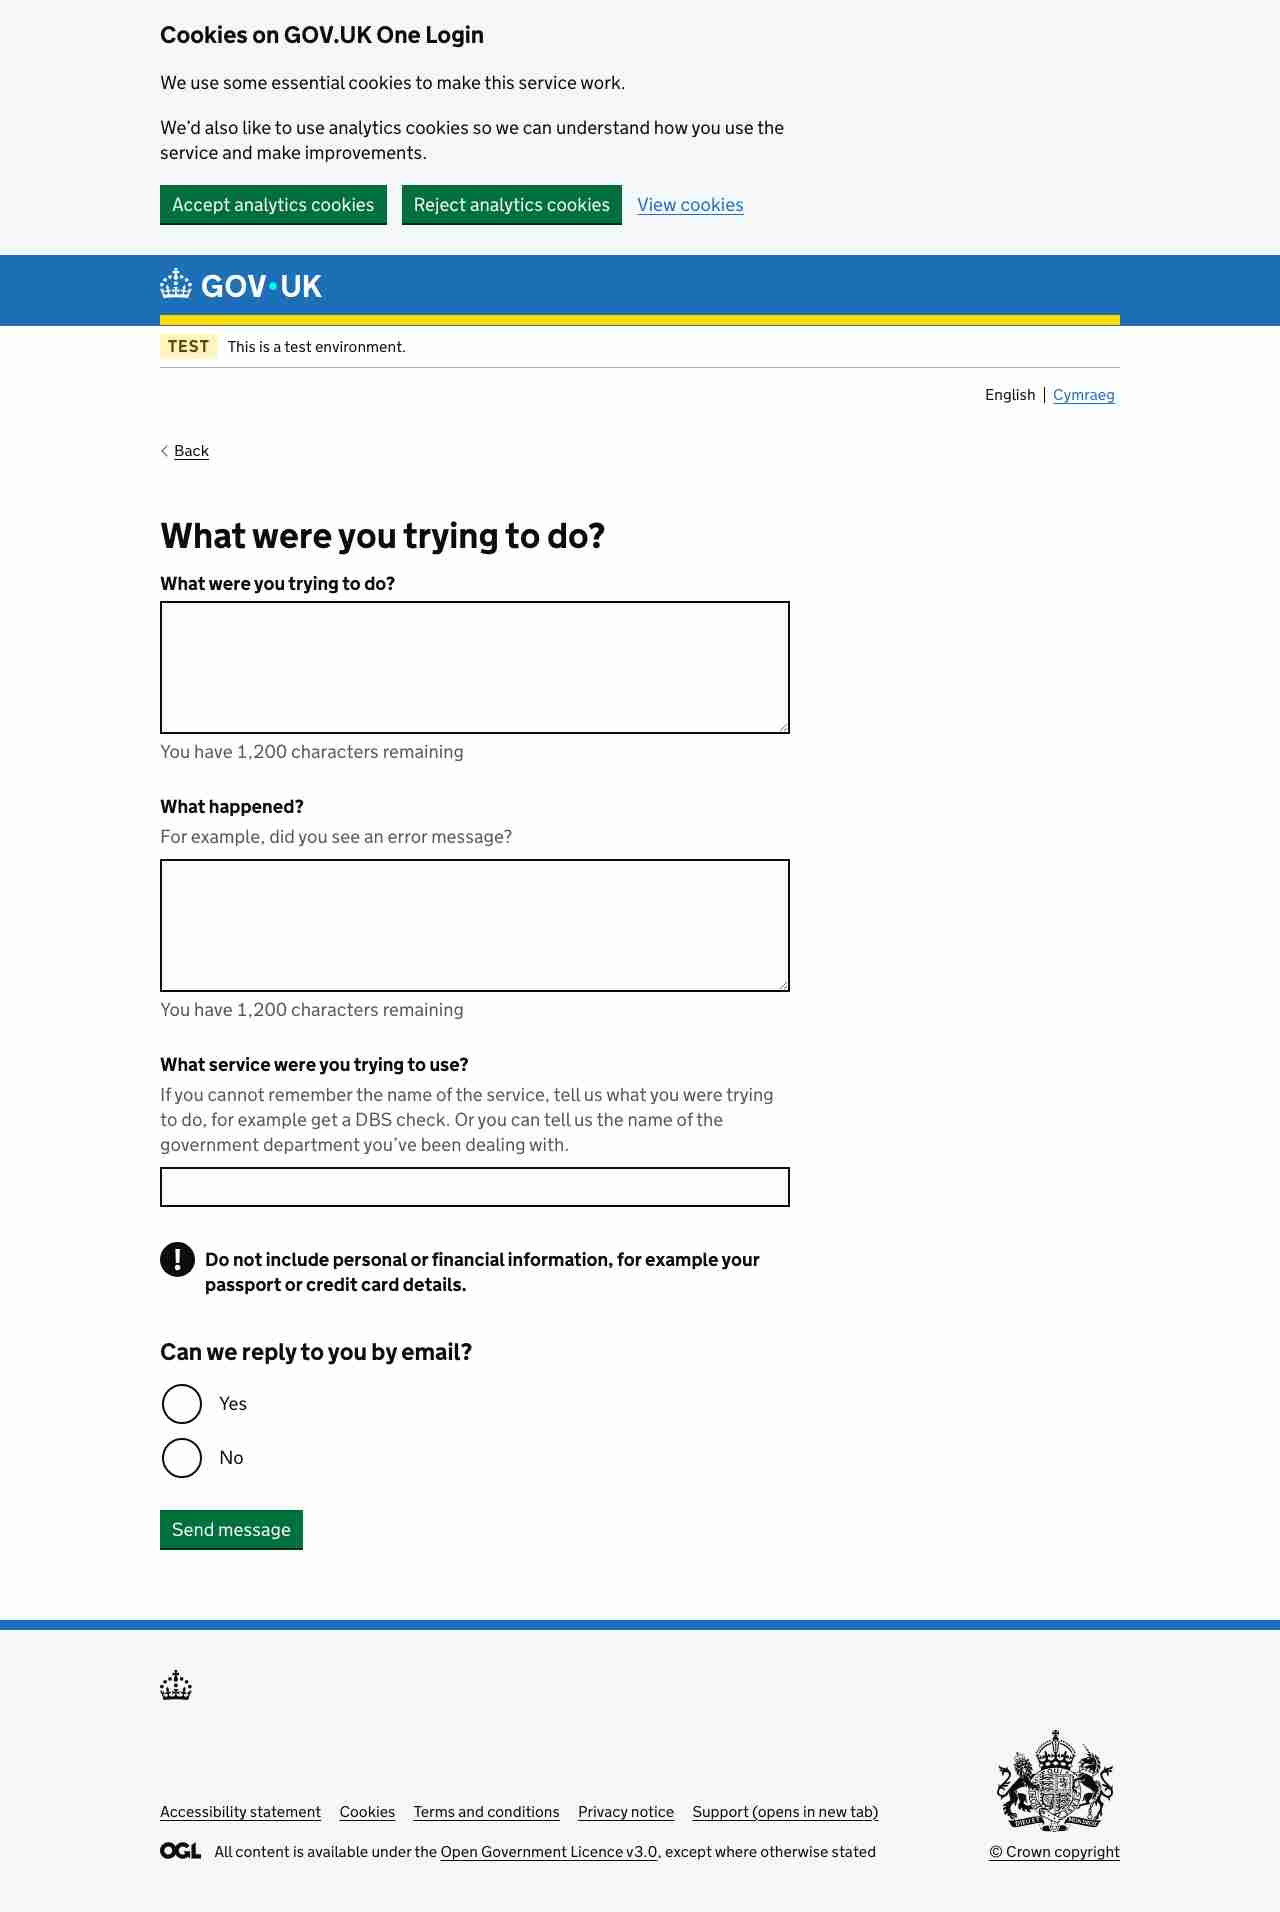 Cookies on GOV.UK One Login
We use some essential cookies to make this service work.
We’d also like to use analytics cookies so we can understand how you use the
service and make improvements.
Accept analytics cookies Reject analytics cookies View cookies
GOV·UK
TEST This is a test environment.
English Cymraeg
Back
What were you trying to do?
What were you trying to do?
You have 1,200 characters remaining
What happened?
For example, did you see an error message?
You have 1,200 characters remaining
What service were you trying to use?
If you cannot remember the name of the service, tell us what you were trying
to do, for example get a DBS check. Or you can tell us the name of the
government department you’ve been dealing with.
! Do not include personal or financial information, for example your
passport or credit card details.
Can we reply to you by email?
Yes
No
Send message
Accessibility statement Cookies Terms and conditions Privacy notice Support (opens in new tab)
OGL All content is available under the Open Government Licence v3.0, except where otherwise stated
© Crown copyright